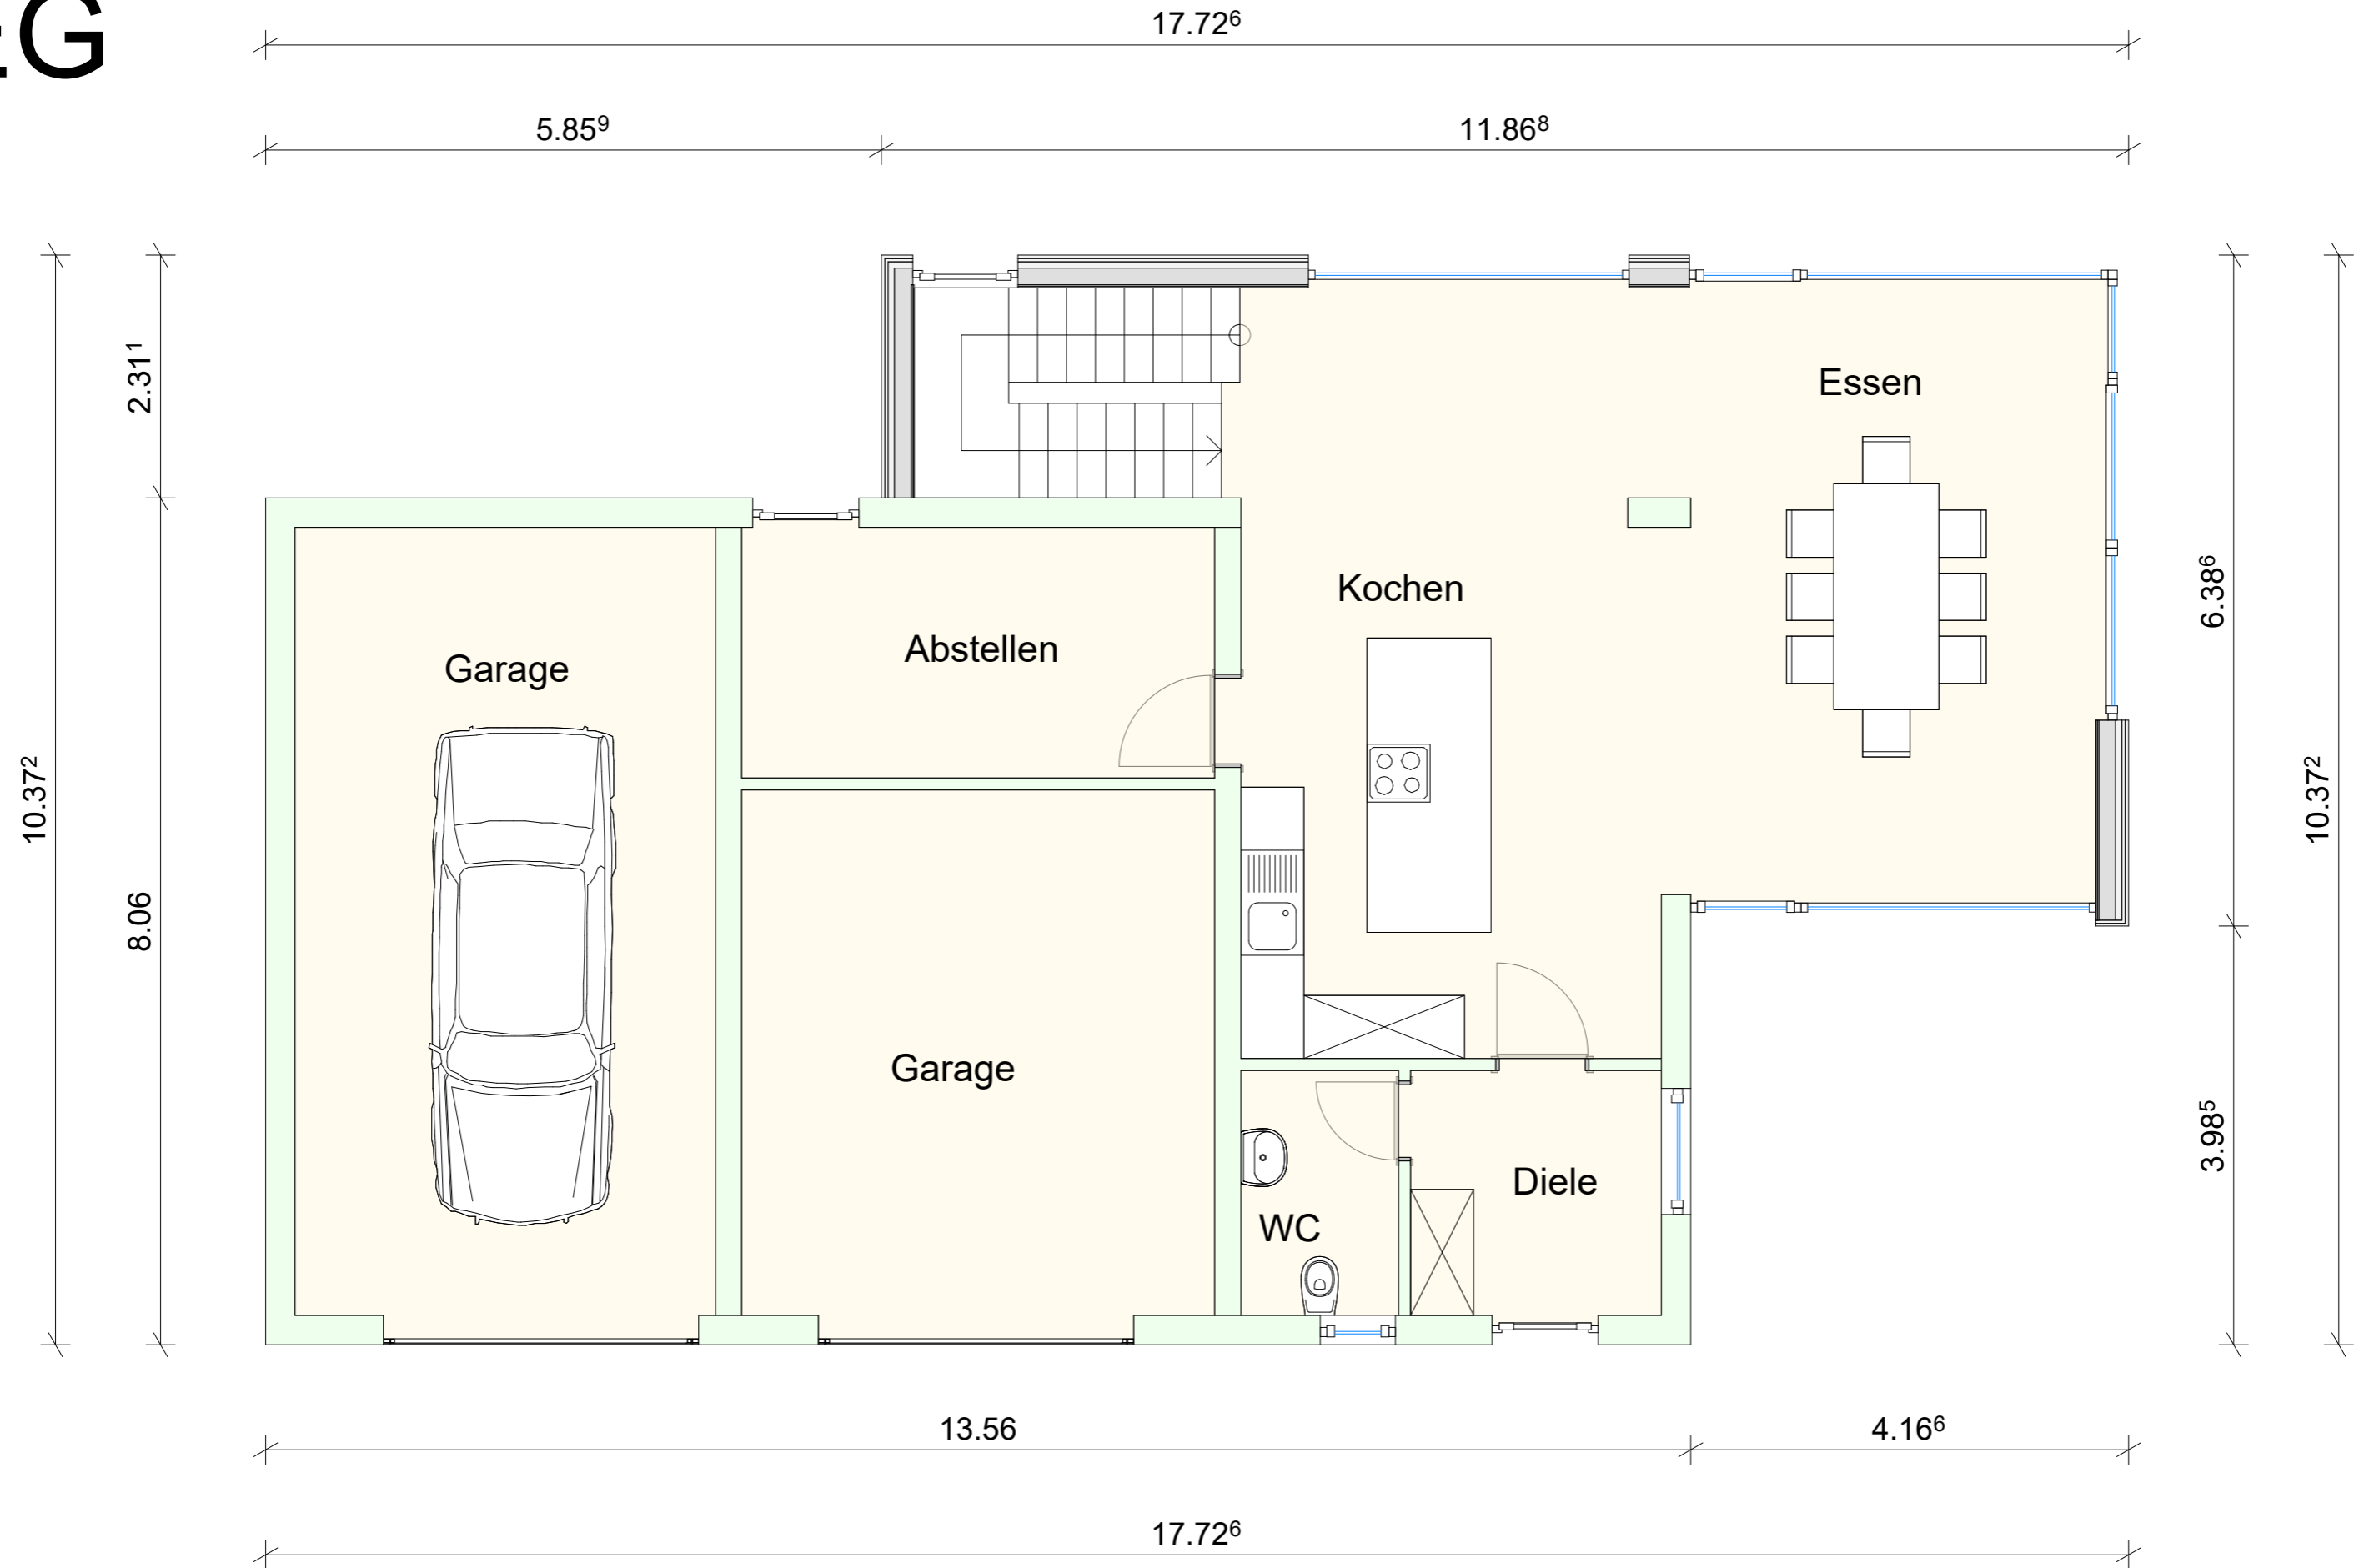 EG
17.72⁶
5.85⁹
11.86⁸
2.31¹
Essen
6.38⁶
Kochen
Abstellen
Garage
10.37²
10.37²
8.06
Garage
3.98⁵
Diele
WC
13.56
4.16⁶
17.72⁶